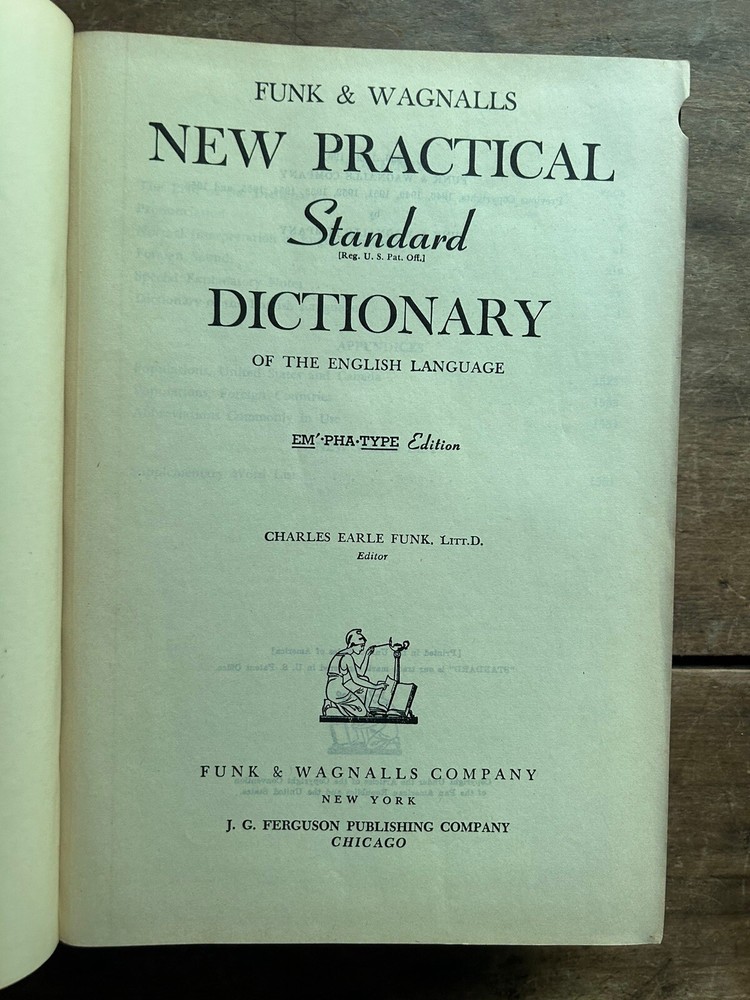 FUNK & WAGNALLS
NEW PRACTICAL
Standard
[Reg. U. S. Pat. Off.]
DICTIONARY
OF THE ENGLISH LANGUAGE
EM′·PHA·TYPE Edition
CHARLES EARLE FUNK, LITT.D.
Editor
FUNK & WAGNALLS COMPANY
NEW YORK
J. G. FERGUSON PUBLISHING COMPANY
CHICAGO